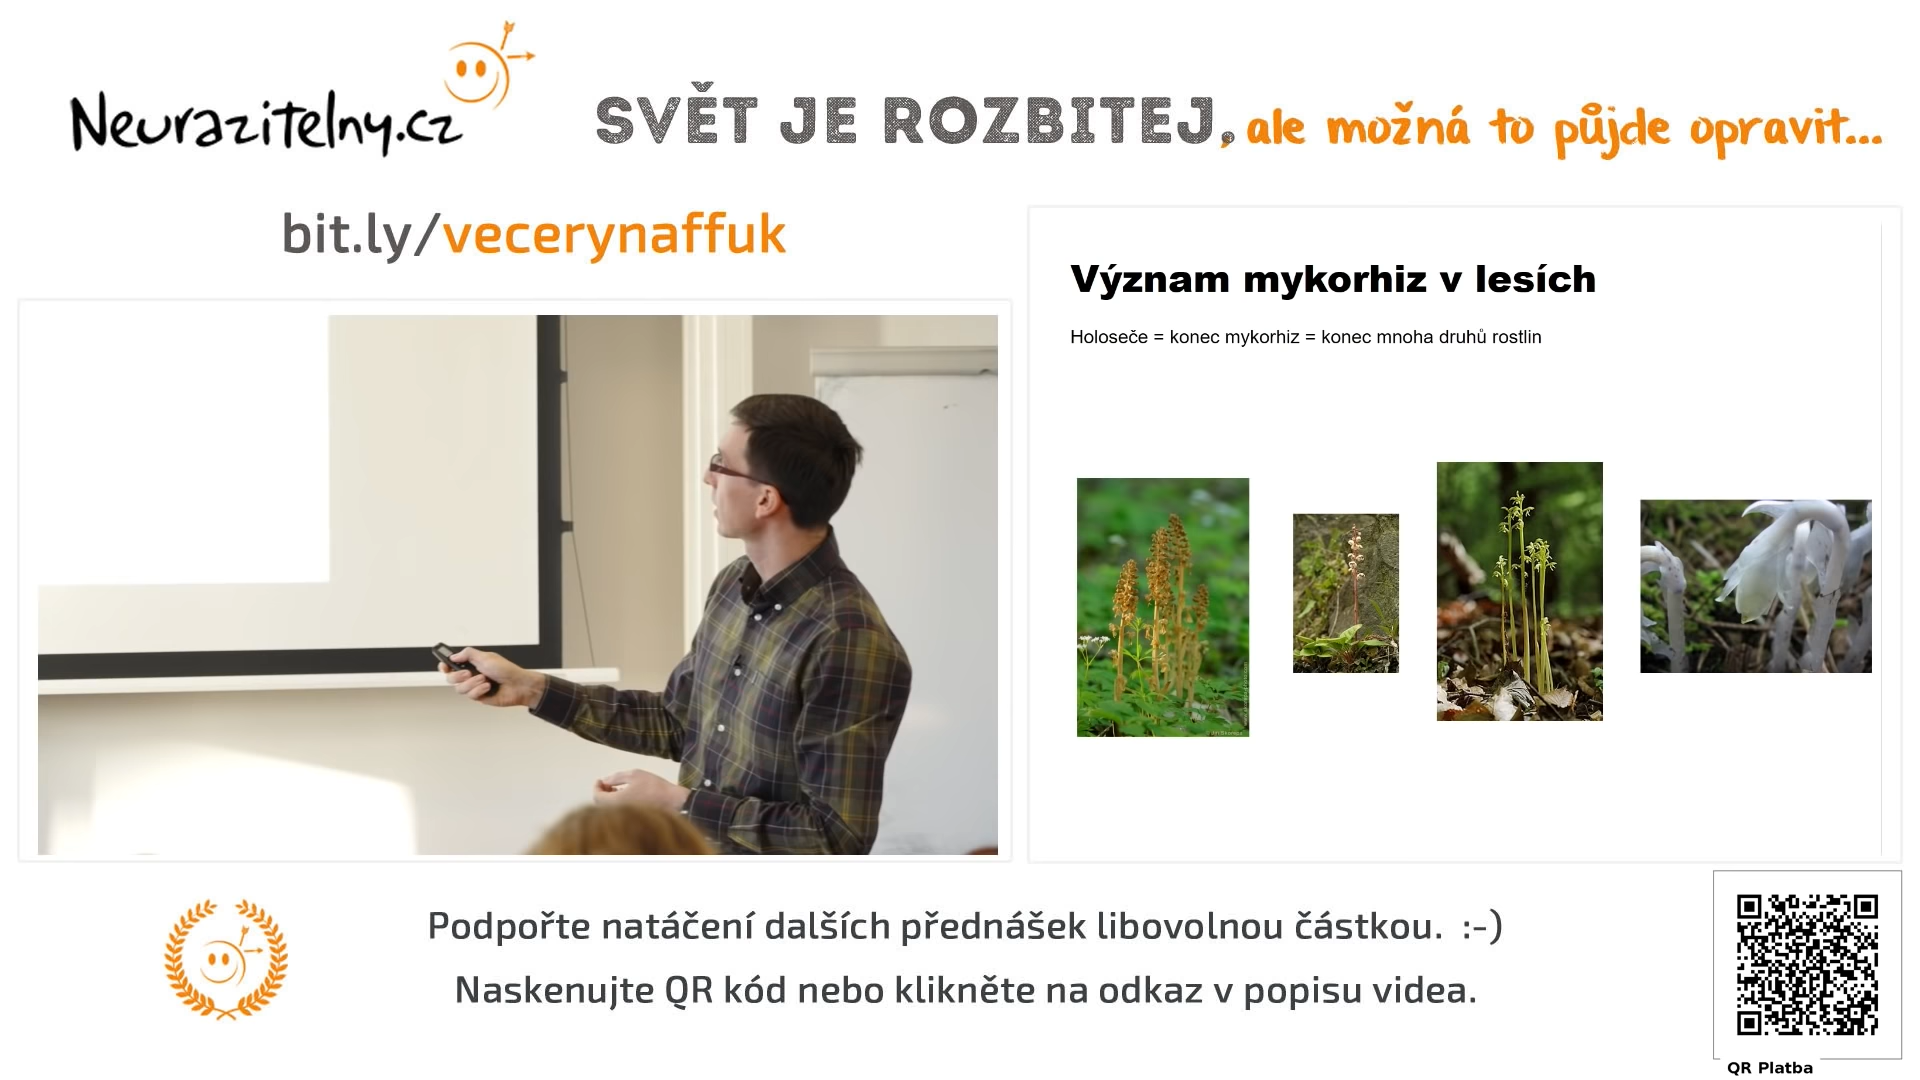 Neurazitelny.cz
SVĚT JE ROZBITEJ, ale možná to půjde opravit...
bit.ly/vecerynaffuk
Význam mykorhiz v lesích
Holoseče = konec mykorhiz = konec mnoha druhů rostlin
Podpořte natáčení dalších přednášek libovolnou částkou. :-)
Naskenujte QR kód nebo klikněte na odkaz v popisu videa.
QR Platba